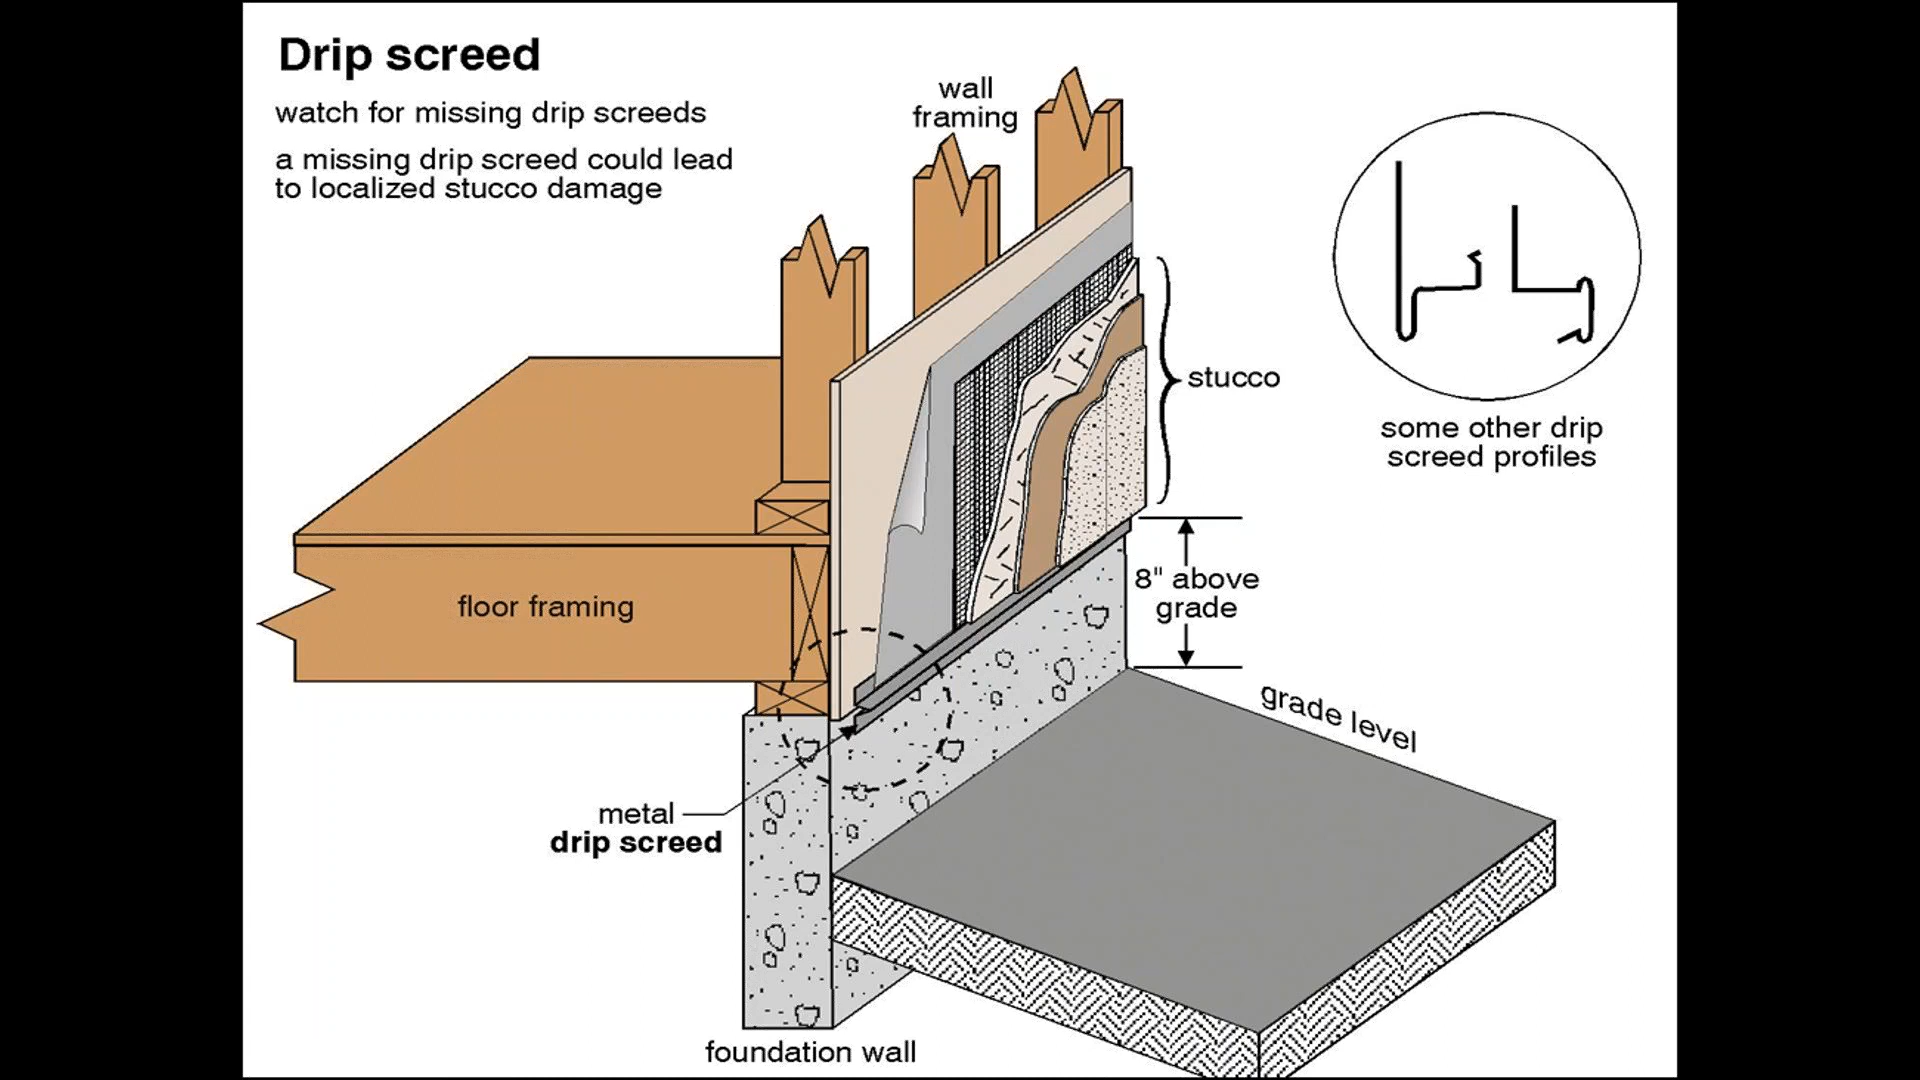 Drip screed
watch for missing drip screeds
a missing drip screed could lead
to localized stucco damage
wall
framing
stucco
some other drip
screed profiles
8" above
grade
floor framing
grade level
metal
drip screed
foundation wall